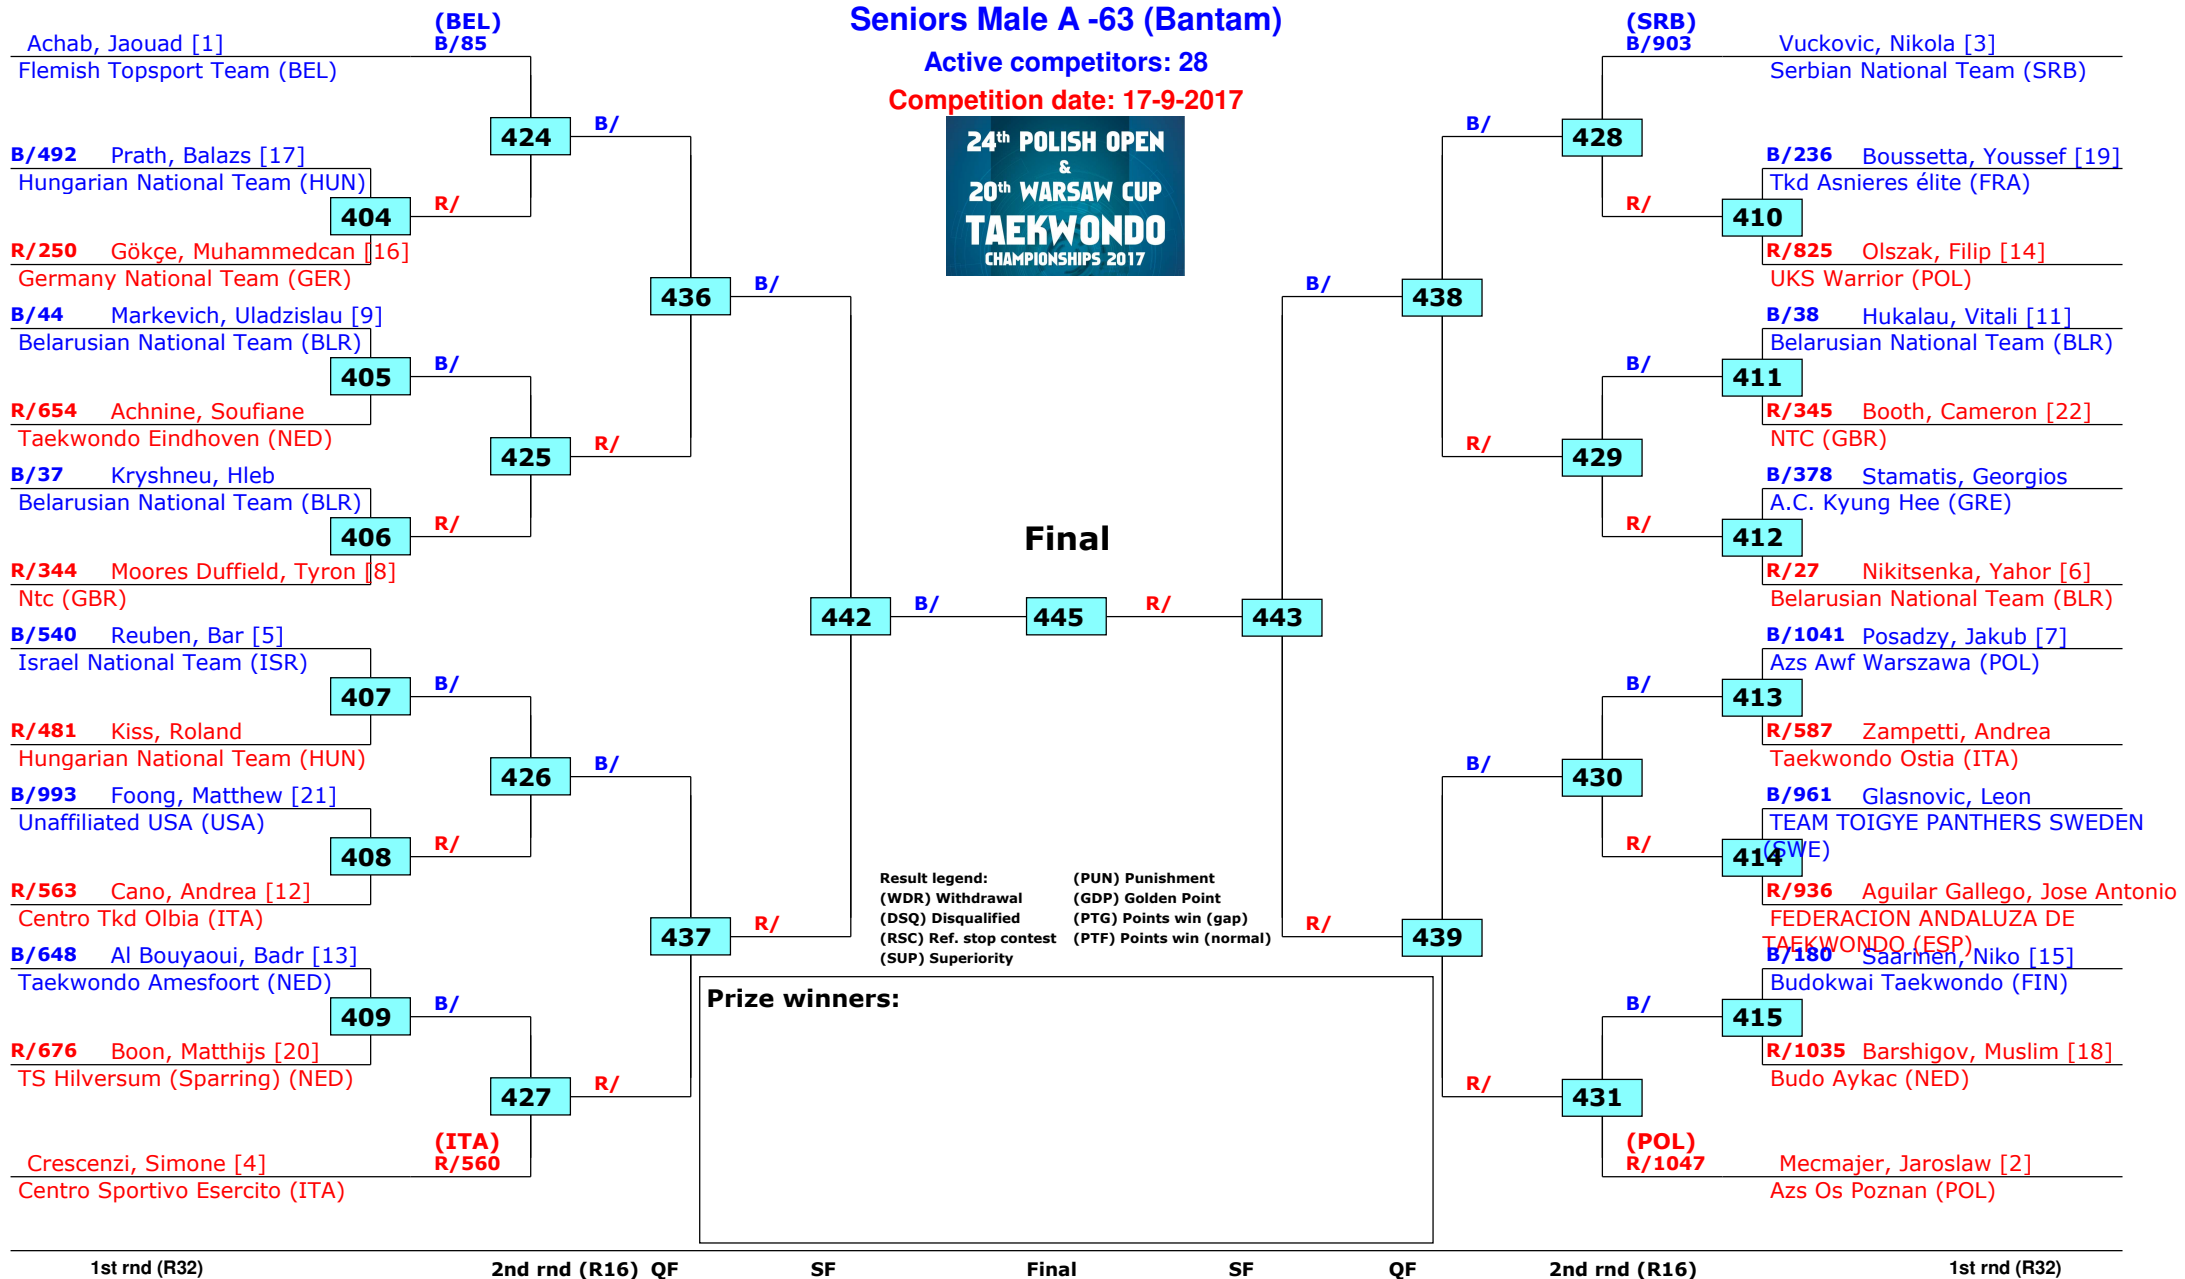 Seniors Male A -63 (Bantam)
Active competitors: 28
Competition date: 17-9-2017
24th POLISH OPEN
&
20th WARSAW CUP
TAEKWONDO
CHAMPIONSHIPS 2017
(BEL)
Achab, Jaouad [1] B/85
Flemish Topsport Team (BEL)
424
B/
B/492 Prath, Balazs [17]
Hungarian National Team (HUN)
404
R/
R/250 Gökçe, Muhammedcan [16]
Germany National Team (GER)
436
B/
B/44 Markevich, Uladzislau [9]
Belarusian National Team (BLR)
405
B/
R/654 Achnine, Soufiane
Taekwondo Eindhoven (NED)
425
R/
B/37 Kryshneu, Hleb
Belarusian National Team (BLR)
406
R/
R/344 Moores Duffield, Tyron [8]
Ntc (GBR)
442
B/
B/540 Reuben, Bar [5]
Israel National Team (ISR)
407
B/
R/481 Kiss, Roland
Hungarian National Team (HUN)
426
B/
B/993 Foong, Matthew [21]
Unaffiliated USA (USA)
408
R/
R/563 Cano, Andrea [12]
Centro Tkd Olbia (ITA)
437
R/
B/648 Al Bouyaoui, Badr [13]
Taekwondo Amesfoort (NED)
409
B/
R/676 Boon, Matthijs [20]
TS Hilversum (Sparring) (NED)
427
R/
(ITA)
Crescenzi, Simone [4] R/560
Centro Sportivo Esercito (ITA)
Final
445
R/
443
(SRB)
B/903 Vuckovic, Nikola [3]
Serbian National Team (SRB)
B/
428
B/236 Boussetta, Youssef [19]
Tkd Asnieres élite (FRA)
R/
410
R/825 Olszak, Filip [14]
UKS Warrior (POL)
B/
438
B/38 Hukalau, Vitali [11]
Belarusian National Team (BLR)
B/
411
R/345 Booth, Cameron [22]
NTC (GBR)
R/
429
B/378 Stamatis, Georgios
A.C. Kyung Hee (GRE)
R/
412
R/27 Nikitsenka, Yahor [6]
Belarusian National Team (BLR)
B/1041 Posadzy, Jakub [7]
Azs Awf Warszawa (POL)
B/
413
R/587 Zampetti, Andrea
Taekwondo Ostia (ITA)
B/
430
B/961 Glasnovic, Leon
TEAM TOIGYE PANTHERS SWEDEN
(SWE)
R/
414
R/936 Aguilar Gallego, Jose Antonio
FEDERACION ANDALUZA DE
TAEKWONDO (ESP)
R/
439
B/180 Saarinen, Niko [15]
Budokwai Taekwondo (FIN)
B/
415
R/1035 Barshigov, Muslim [18]
Budo Aykac (NED)
R/
431
(POL)
R/1047 Mecmajer, Jaroslaw [2]
Azs Os Poznan (POL)
Result legend: (PUN) Punishment
(WDR) Withdrawal (GDP) Golden Point
(DSQ) Disqualified (PTG) Points win (gap)
(RSC) Ref. stop contest (PTF) Points win (normal)
(SUP) Superiority
Prize winners:
1st rnd (R32) 2nd rnd (R16) QF SF Final SF QF 2nd rnd (R16) 1st rnd (R32)